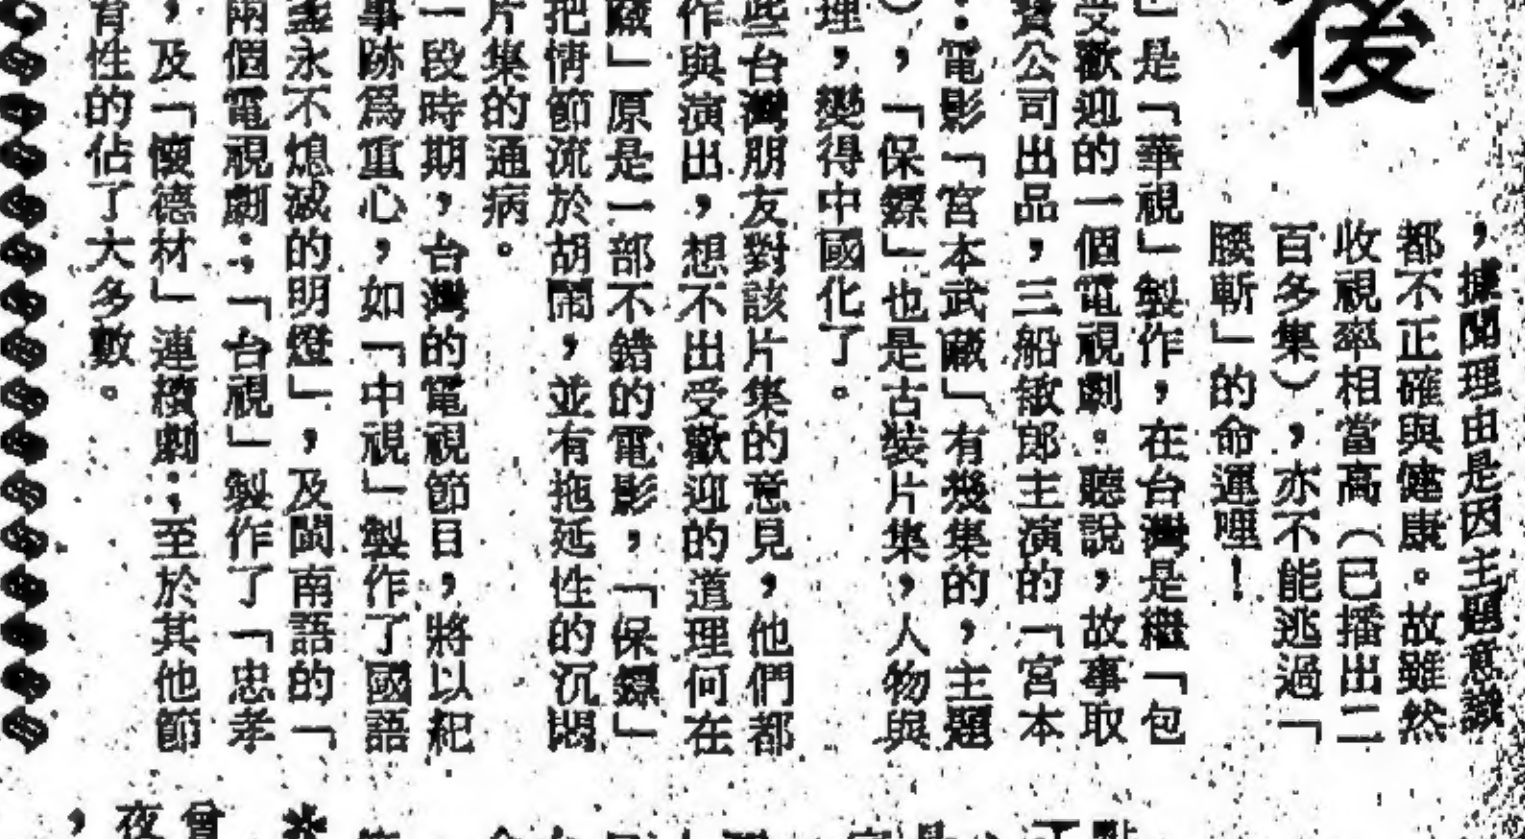 後
，據聞理由是因主題意識
都不正確與健康。故雖然
收視率相當高（已播出二
百多集），亦不能逃過「
腰斬」的命運哩！
」是「華視」製作，在台灣是繼「包
受歡迎的一個電視劇。聽說，故事取
寶公司出品，三船敏郎主演的「宮本
：電影「宮本武藏」有幾集的，主題
），「保鏢」也是古裝片集，人物與
理，變得中國化了。
些台灣朋友對該片集的意見，他們都
作與演出，想不出受歡迎的道理何在
藏」原是一部不錯的電影，「保鏢」
把情節流於胡鬧，並有拖延性的沉悶
片集的通病。
一段時期，台灣的電視節目，將以紀
事跡為重心，如「中視」製作了國語
盞永不熄滅的明燈」，及閩南語的「
兩個電視劇：「台視」製作了「忠孝
，及「懷德材」連續劇：至於其他節
育性的佔了大多數。
曾
夜
，